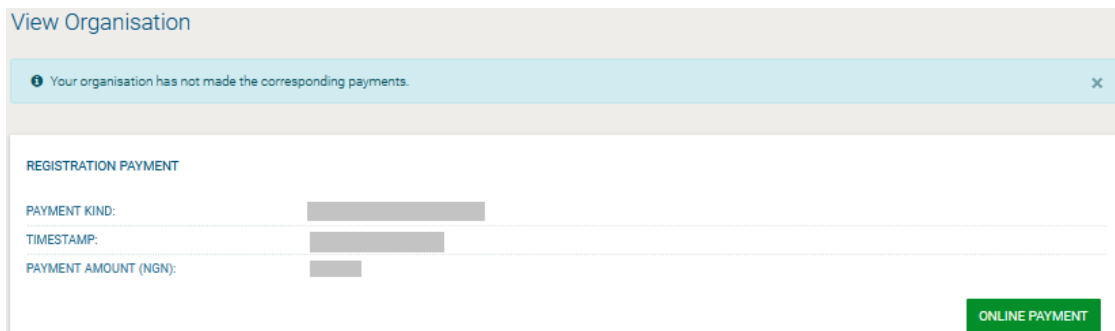 View Organisation
Your organisation has not made the corresponding payments.
REGISTRATION PAYMENT
PAYMENT KIND:
TIMESTAMP:
PAYMENT AMOUNT (NGN):
ONLINE PAYMENT